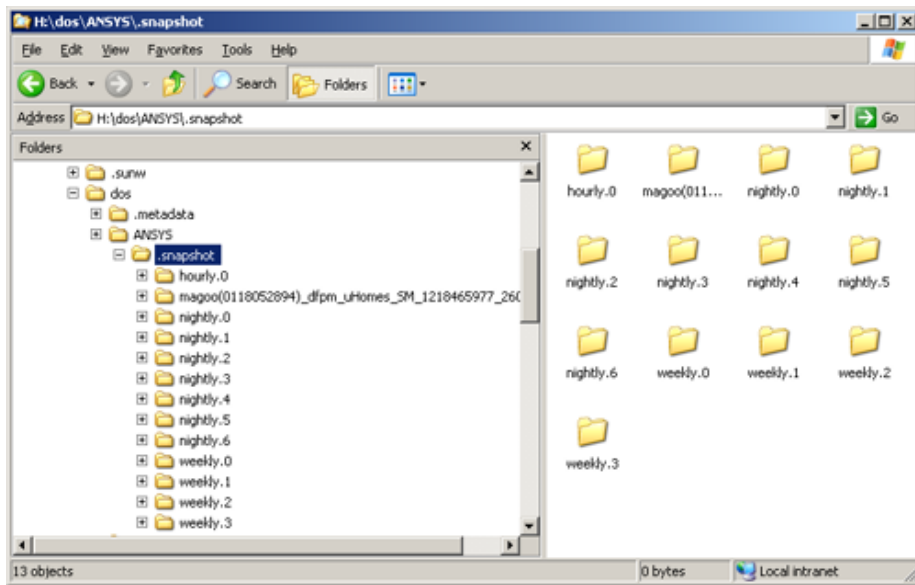 H:\dos\ANSYS\.snapshot
File Edit View Favorites Tools Help
Back Search Folders
Address H:\dos\ANSYS\.snapshot Go
Folders
.sunw
dos
.metadata
ANSYS
.snapshot
hourly.0
magoo(0118052894)_dfpm_uHomes_SM_1218465977_260
nightly.0
nightly.1
nightly.2
nightly.3
nightly.4
nightly.5
nightly.6
weekly.0
weekly.1
weekly.2
weekly.3
hourly.0 magoo(011... nightly.0 nightly.1
nightly.2 nightly.3 nightly.4 nightly.5
nightly.6 weekly.0 weekly.1 weekly.2
weekly.3
13 objects 0 bytes Local intranet